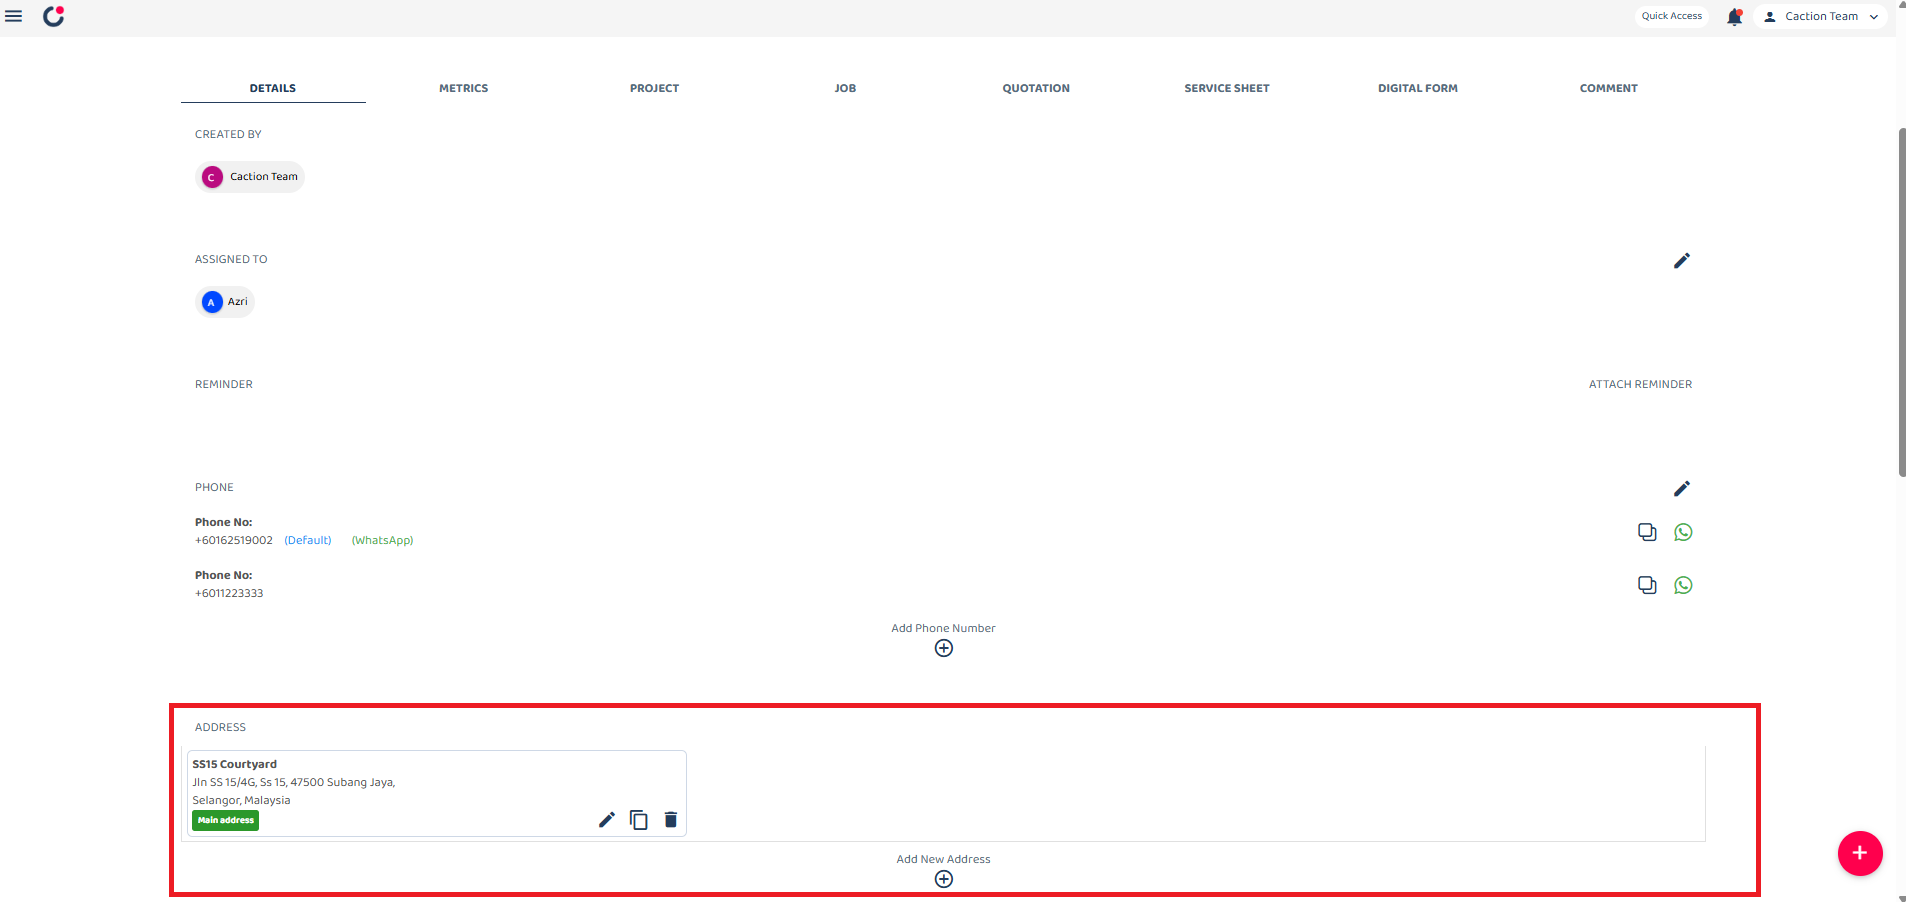 Quick Access
Caction Team
DETAILS
METRICS
PROJECT
JOB
QUOTATION
SERVICE SHEET
DIGITAL FORM
COMMENT
CREATED BY
C
Caction Team
ASSIGNED TO
A
Azri
REMINDER
ATTACH REMINDER
PHONE
Phone No:
+60162519002 (Default) (WhatsApp)
Phone No:
+6011223333
Add Phone Number
ADDRESS
SS15 Courtyard
Jln SS 15/4G, Ss 15, 47500 Subang Jaya,
Selangor, Malaysia
Main address
Add New Address